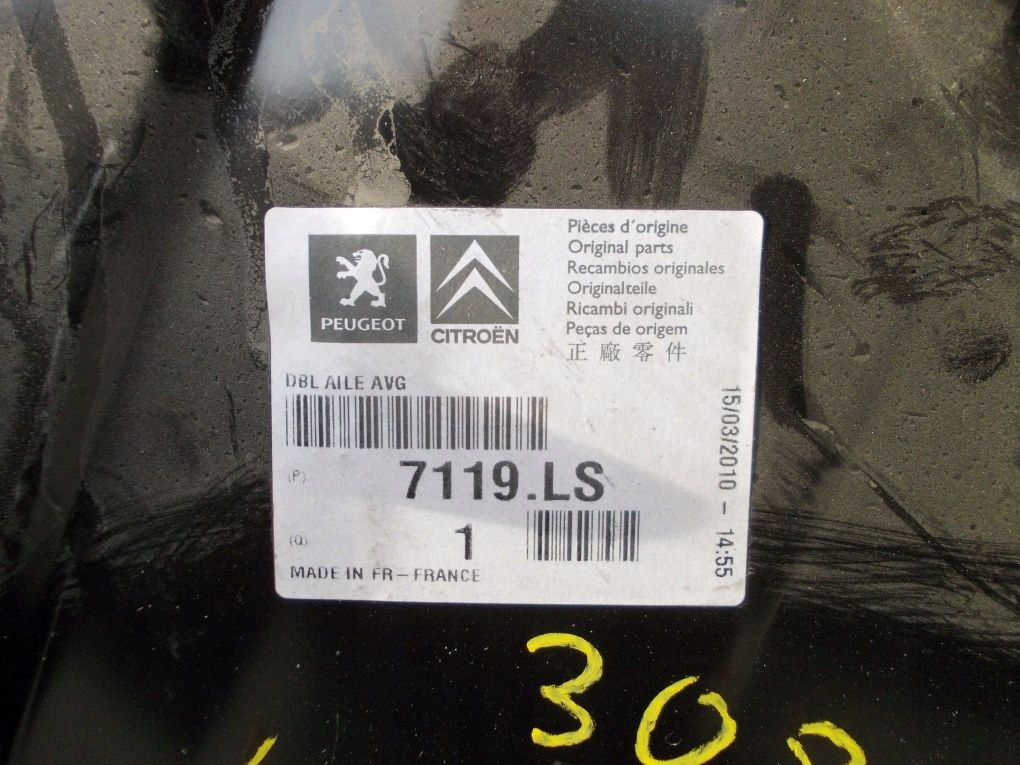 PEUGEOT
CITROËN
Pièces d'origine
Original parts
Recambios originales
Originalteile
Ricambi originali
Peças de origem
正廠零件
DBL AILE AVG
(P) 7119.LS
(Q) 1
MADE IN FR-FRANCE
15/03/2010 - 14:55
30